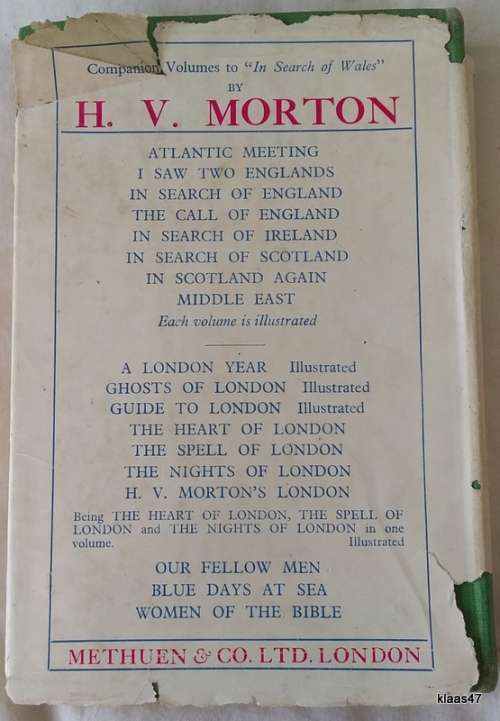 Companion Volumes to "In Search of Wales"
BY
H. V. MORTON
ATLANTIC MEETING
I SAW TWO ENGLANDS
IN SEARCH OF ENGLAND
THE CALL OF ENGLAND
IN SEARCH OF IRELAND
IN SEARCH OF SCOTLAND
IN SCOTLAND AGAIN
MIDDLE EAST
Each volume is illustrated
A LONDON YEAR Illustrated
GHOSTS OF LONDON Illustrated
GUIDE TO LONDON Illustrated
THE HEART OF LONDON
THE SPELL OF LONDON
THE NIGHTS OF LONDON
H. V. MORTON'S LONDON
Being THE HEART OF LONDON, THE SPELL OF
LONDON and THE NIGHTS OF LONDON in one
volume. Illustrated
OUR FELLOW MEN
BLUE DAYS AT SEA
WOMEN OF THE BIBLE
METHUEN & CO. LTD. LONDON
klaas47